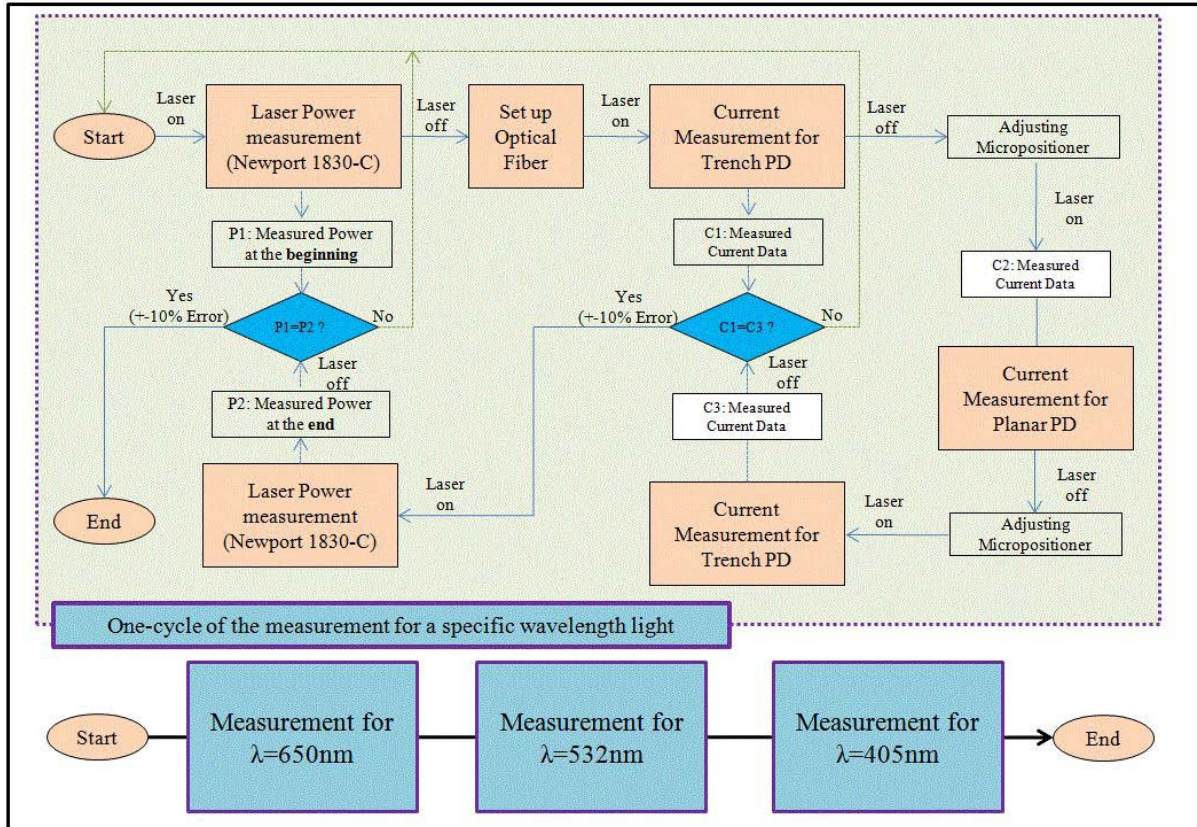 Start
Laser
on
Laser Power
measurement
(Newport 1830-C)
Laser
off
Set up
Optical
Fiber
Laser
on
Current
Measurement for
Trench PD
Laser
off
Adjusting
Micropositioner
Laser
on
P1: Measured Power
at the beginning
C1: Measured
Current Data
C2: Measured
Current Data
Yes
(+-10% Error)
P1=P2 ?
No
Yes
(+-10% Error)
C1=C3 ?
No
Laser
off
Laser
off
P2: Measured Power
at the end
C3: Measured
Current Data
Current
Measurement for
Planar PD
Laser
off
End
Laser Power
measurement
(Newport 1830-C)
Laser
on
Current
Measurement for
Trench PD
Laser
on
Adjusting
Micropositioner
One-cycle of the measurement for a specific wavelength light
Start
Measurement for
λ=650nm
Measurement for
λ=532nm
Measurement for
λ=405nm
End